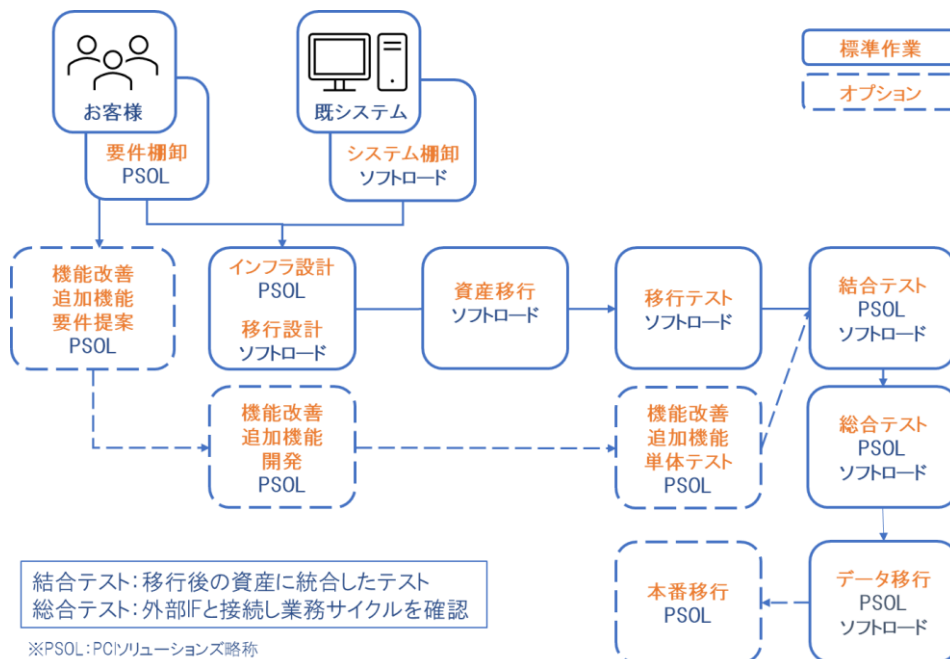 お客様
要件棚卸
PSOL
既システム
システム棚卸
ソフトロード
標準作業
オプション
機能改善
追加機能
要件提案
PSOL
インフラ設計
PSOL
移行設計
ソフトロード
資産移行
ソフトロード
移行テスト
ソフトロード
結合テスト
PSOL
ソフトロード
機能改善
追加機能
開発
PSOL
機能改善
追加機能
単体テスト
PSOL
総合テスト
PSOL
ソフトロード
本番移行
PSOL
データ移行
PSOL
ソフトロード
結合テスト：移行後の資産に統合したテスト
総合テスト：外部IFと接続し業務サイクルを確認
※PSOL：PCIソリューションズ略称